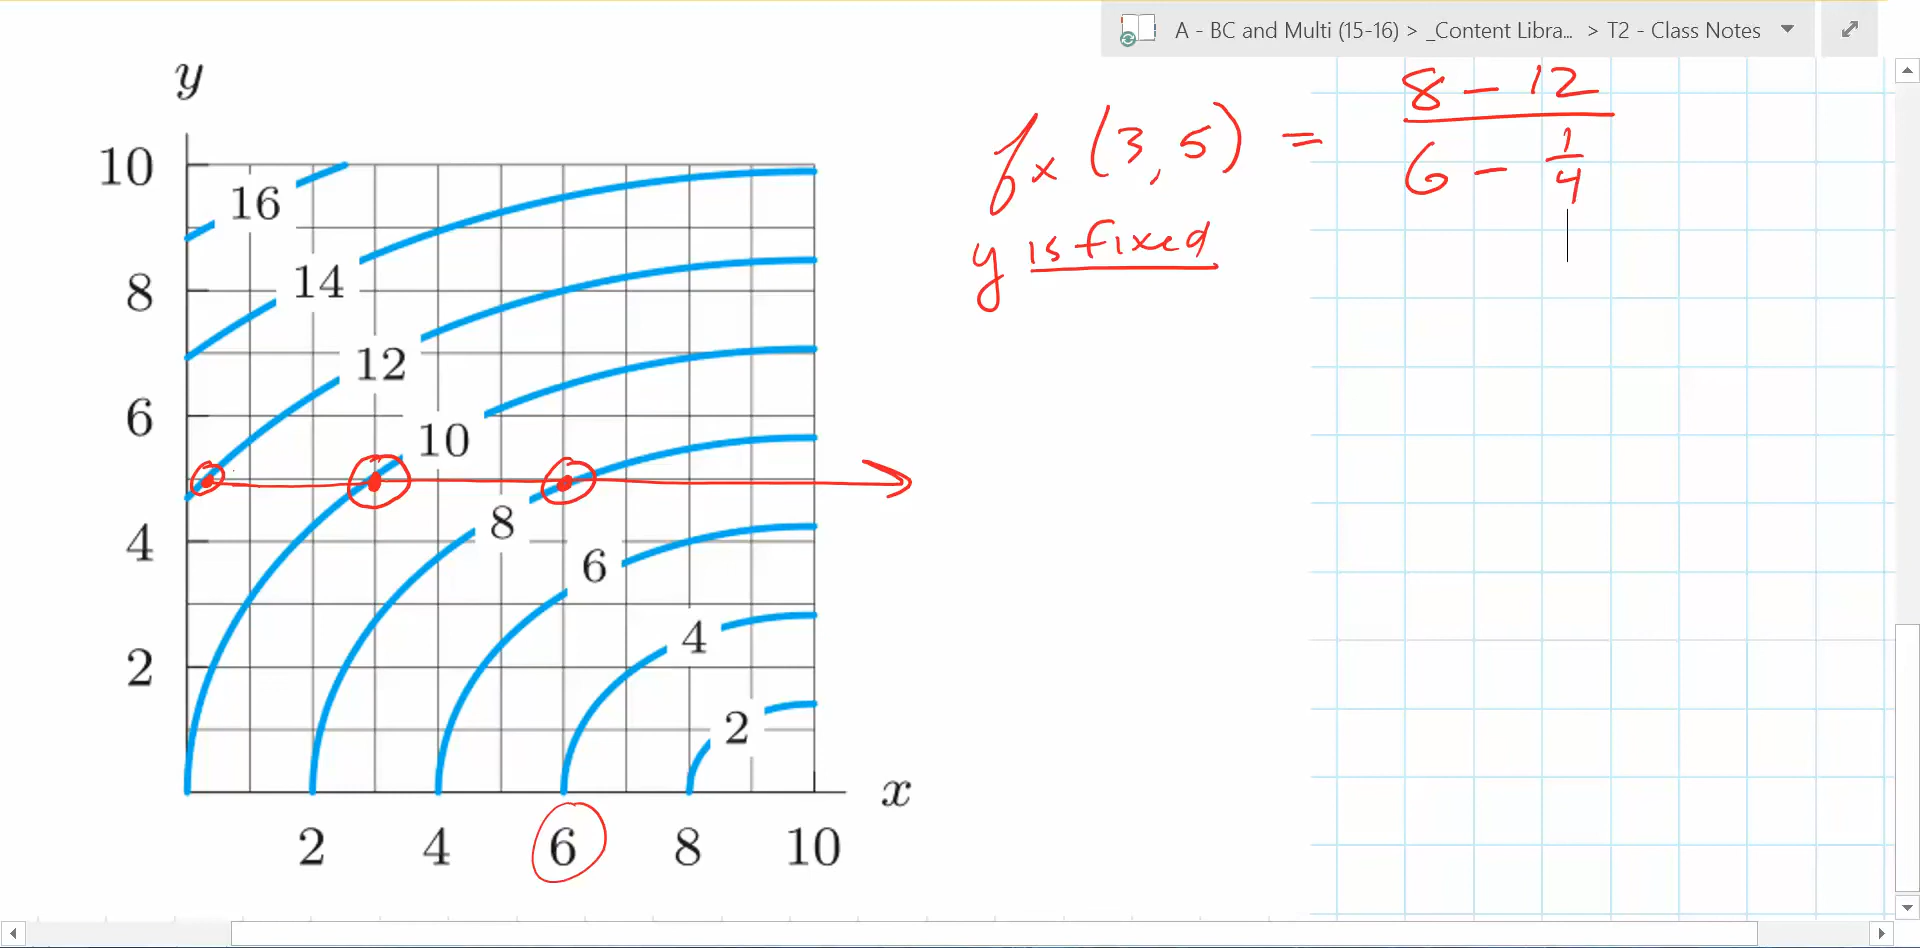 A - BC and Multi (15-16) > _Content Libra... > T2 - Class Notes
y
10
8
6
4
2
16
14
12
10
8
6
4
2
x
2 4 6 8 10
fx (3, 5) = 8 - 12
6 - 1/4
y is fixed